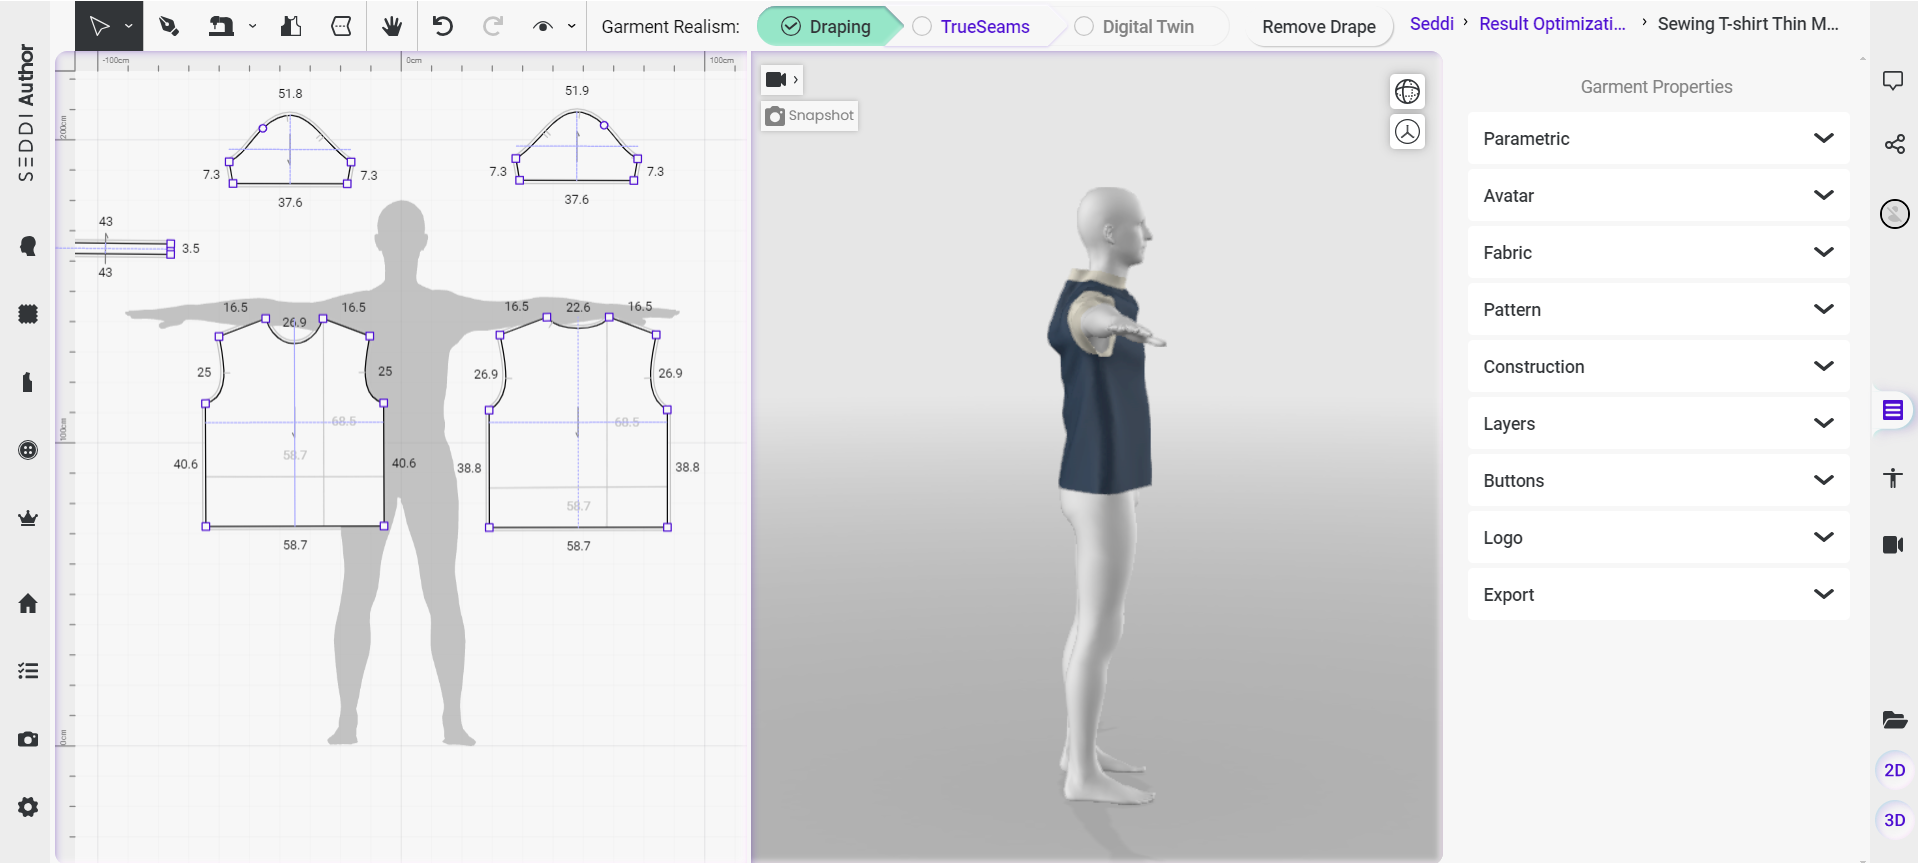 SEDDI Author
Garment Realism:
Draping
TrueSeams
Digital Twin
Remove Drape
Seddi › Result Optimizati... › Sewing T-shirt Thin M...
-100cm
0cm
100cm
200cm
100cm
0cm
51.8
7.3
7.3
37.6
51.9
7.3
7.3
37.6
43
3.5
43
16.5
26.9
16.5
25
25
68.5
58.7
40.6
40.6
58.7
16.5
22.6
16.5
26.9
26.9
68.5
38.8
38.8
58.7
58.7
Snapshot
Garment Properties
Parametric
Avatar
Fabric
Pattern
Construction
Layers
Buttons
Logo
Export
2D
3D